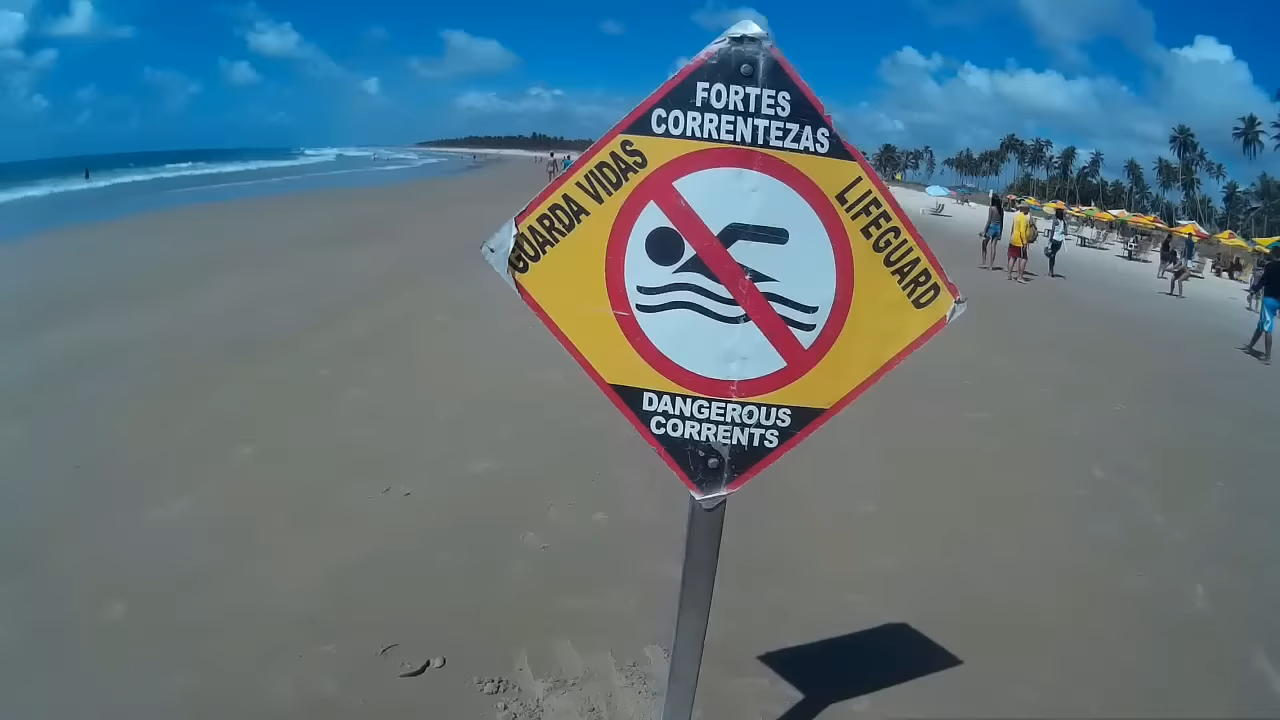 FORTES
CORRENTEZAS
GUARDA VIDAS
LIFEGUARD
DANGEROUS
CORRENTS